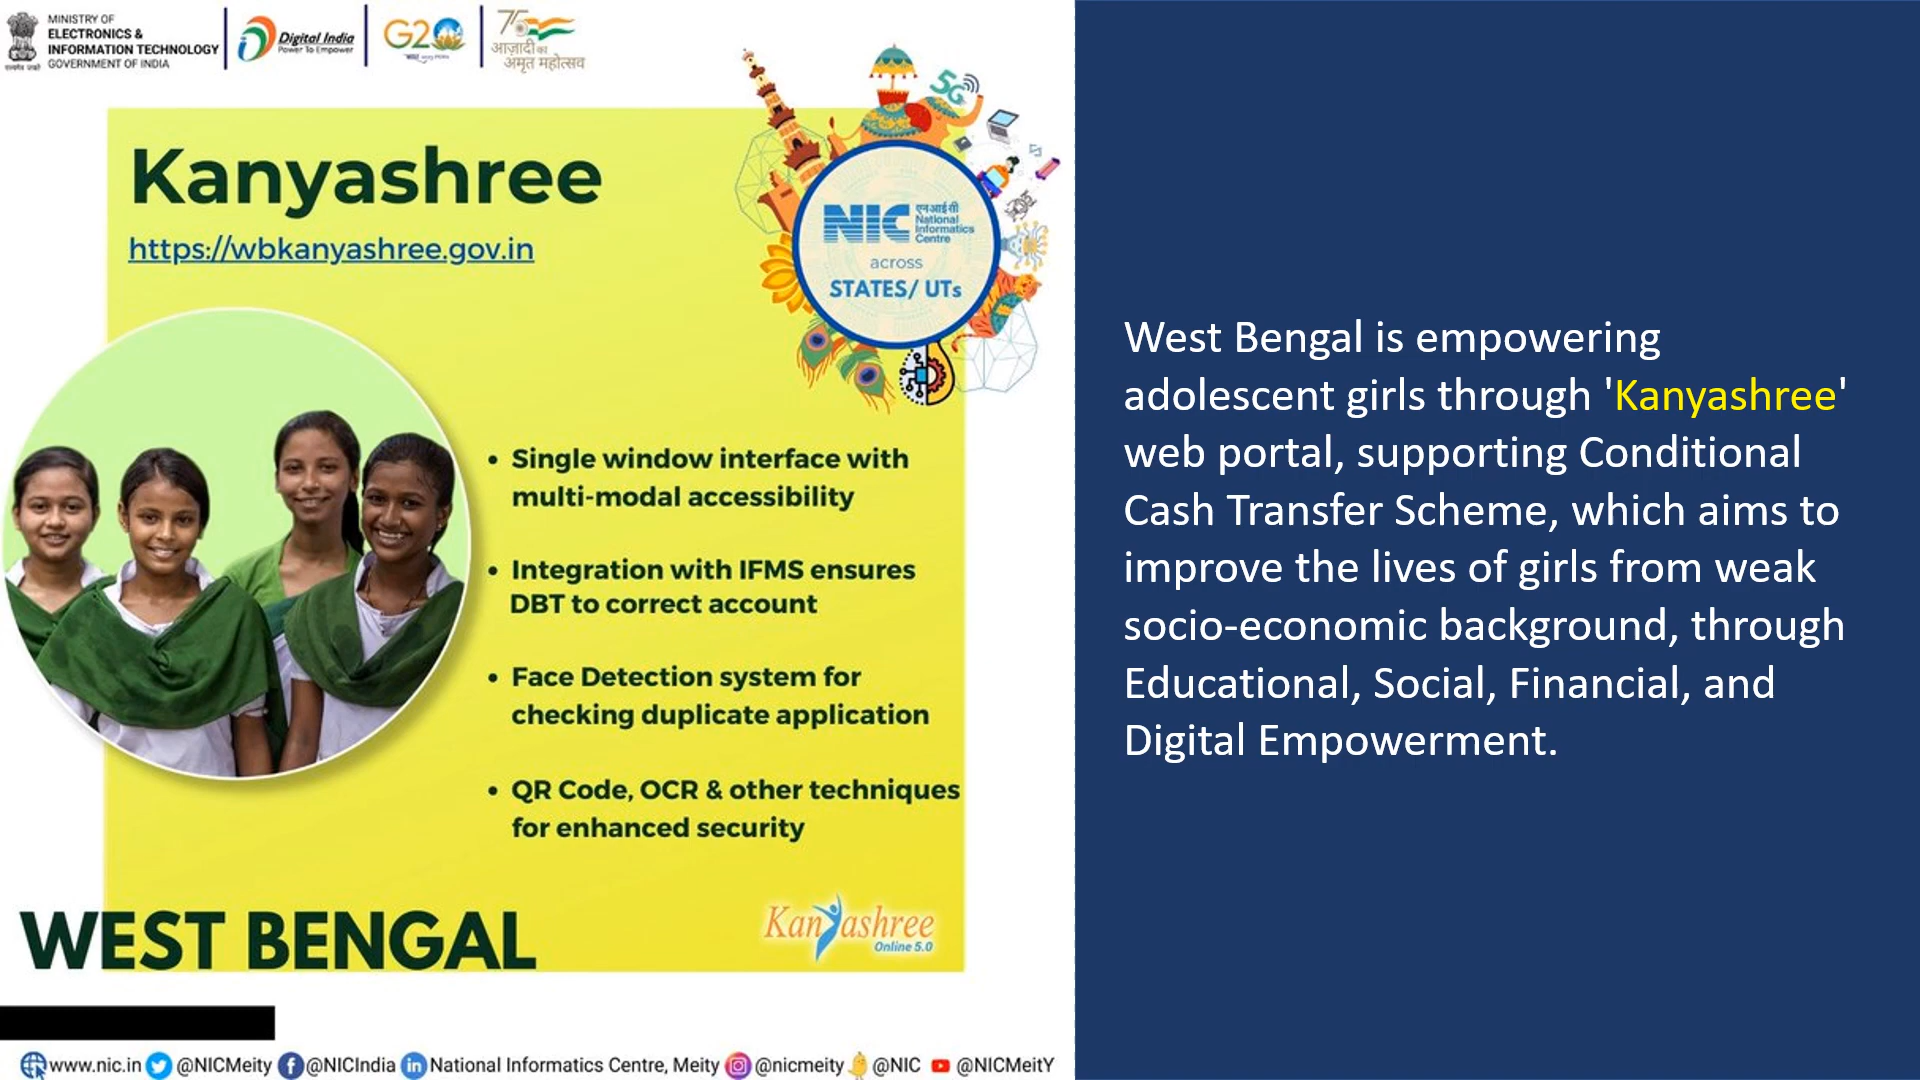 MINISTRY OF
ELECTRONICS &
INFORMATION TECHNOLOGY
GOVERNMENT OF INDIA
Digital India
Power To Empower
G20
75
आज़ादी का
अमृत महोत्सव
5G
Kanyashree
https://wbkanyashree.gov.in
NIC
एनआईसी
National
Informatics
Centre
across
STATES/ UTs
• Single window interface with
multi-modal accessibility
• Integration with IFMS ensures
DBT to correct account
• Face Detection system for
checking duplicate application
• QR Code, OCR & other techniques
for enhanced security
WEST BENGAL
Kanyashree
Online 5.0
www.nic.in @NICMeity @NICIndia National Informatics Centre, Meity @nicmeity @NIC @NICMeitY
West Bengal is empowering
adolescent girls through 'Kanyashree'
web portal, supporting Conditional
Cash Transfer Scheme, which aims to
improve the lives of girls from weak
socio-economic background, through
Educational, Social, Financial, and
Digital Empowerment.